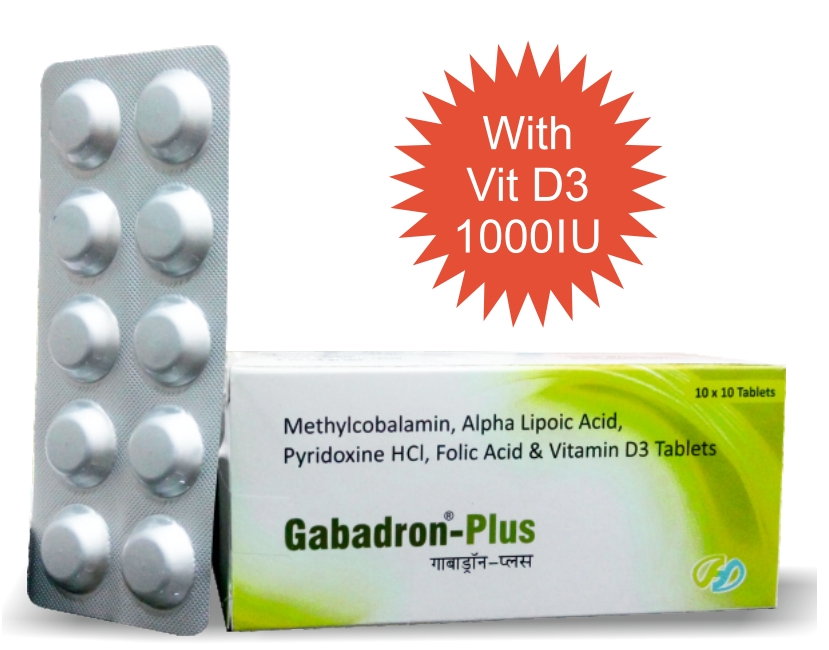 With
Vit D3
1000IU
10 x 10 Tablets
Methylcobalamin, Alpha Lipoic Acid,
Pyridoxine HCl, Folic Acid & Vitamin D3 Tablets
Gabadron®-Plus
गाबाड्रॉन–प्लस